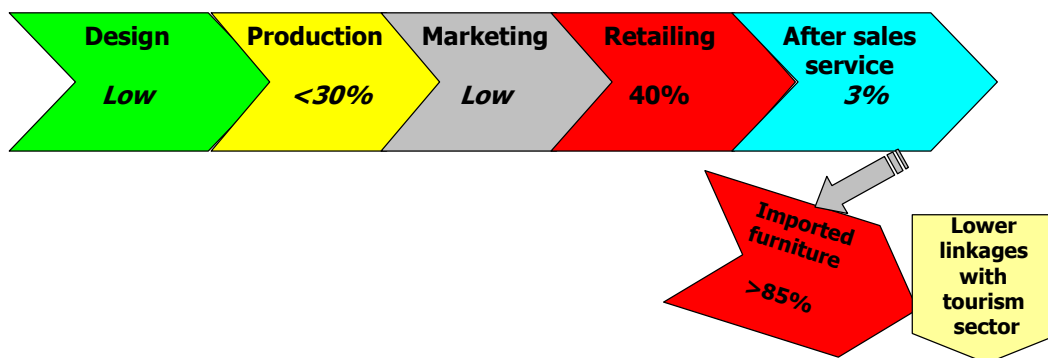 Design
Low
Production
<30%
Marketing
Low
Retailing
40%
After sales
service
3%
Imported
furniture
>85%
Lower
linkages
with
tourism
sector